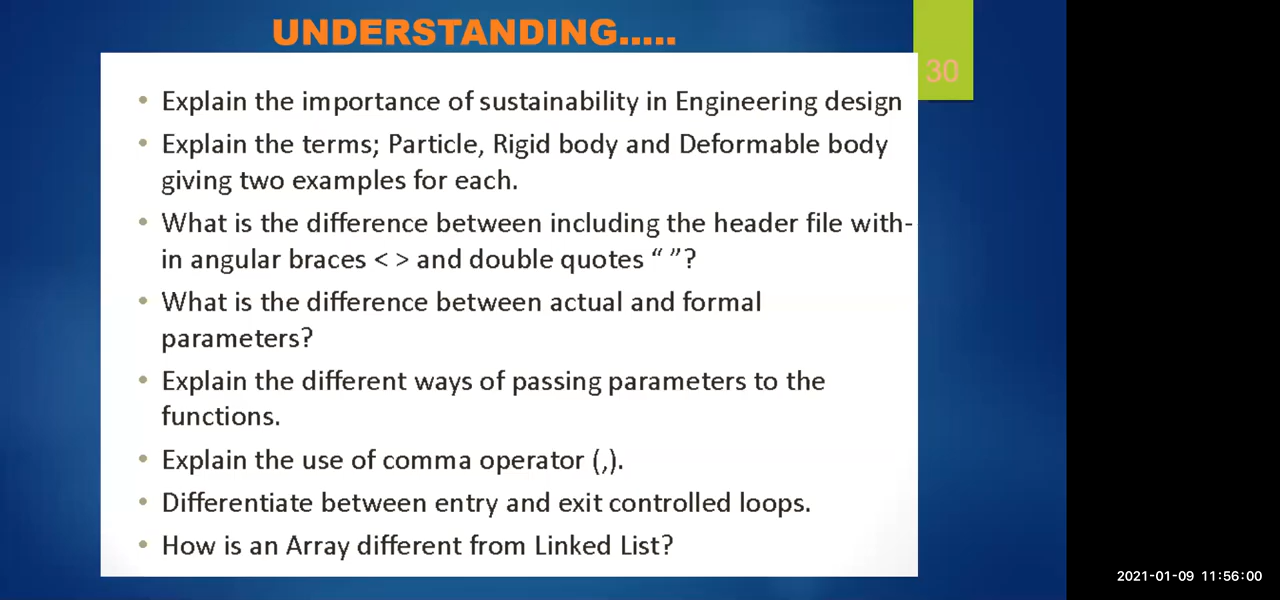 UNDERSTANDING.....
30
• Explain the importance of sustainability in Engineering design
• Explain the terms; Particle, Rigid body and Deformable body
giving two examples for each.
• What is the difference between including the header file with-
in angular braces < > and double quotes “ ”?
• What is the difference between actual and formal
parameters?
• Explain the different ways of passing parameters to the
functions.
• Explain the use of comma operator (,).
• Differentiate between entry and exit controlled loops.
• How is an Array different from Linked List?
2021-01-09 11:56:00